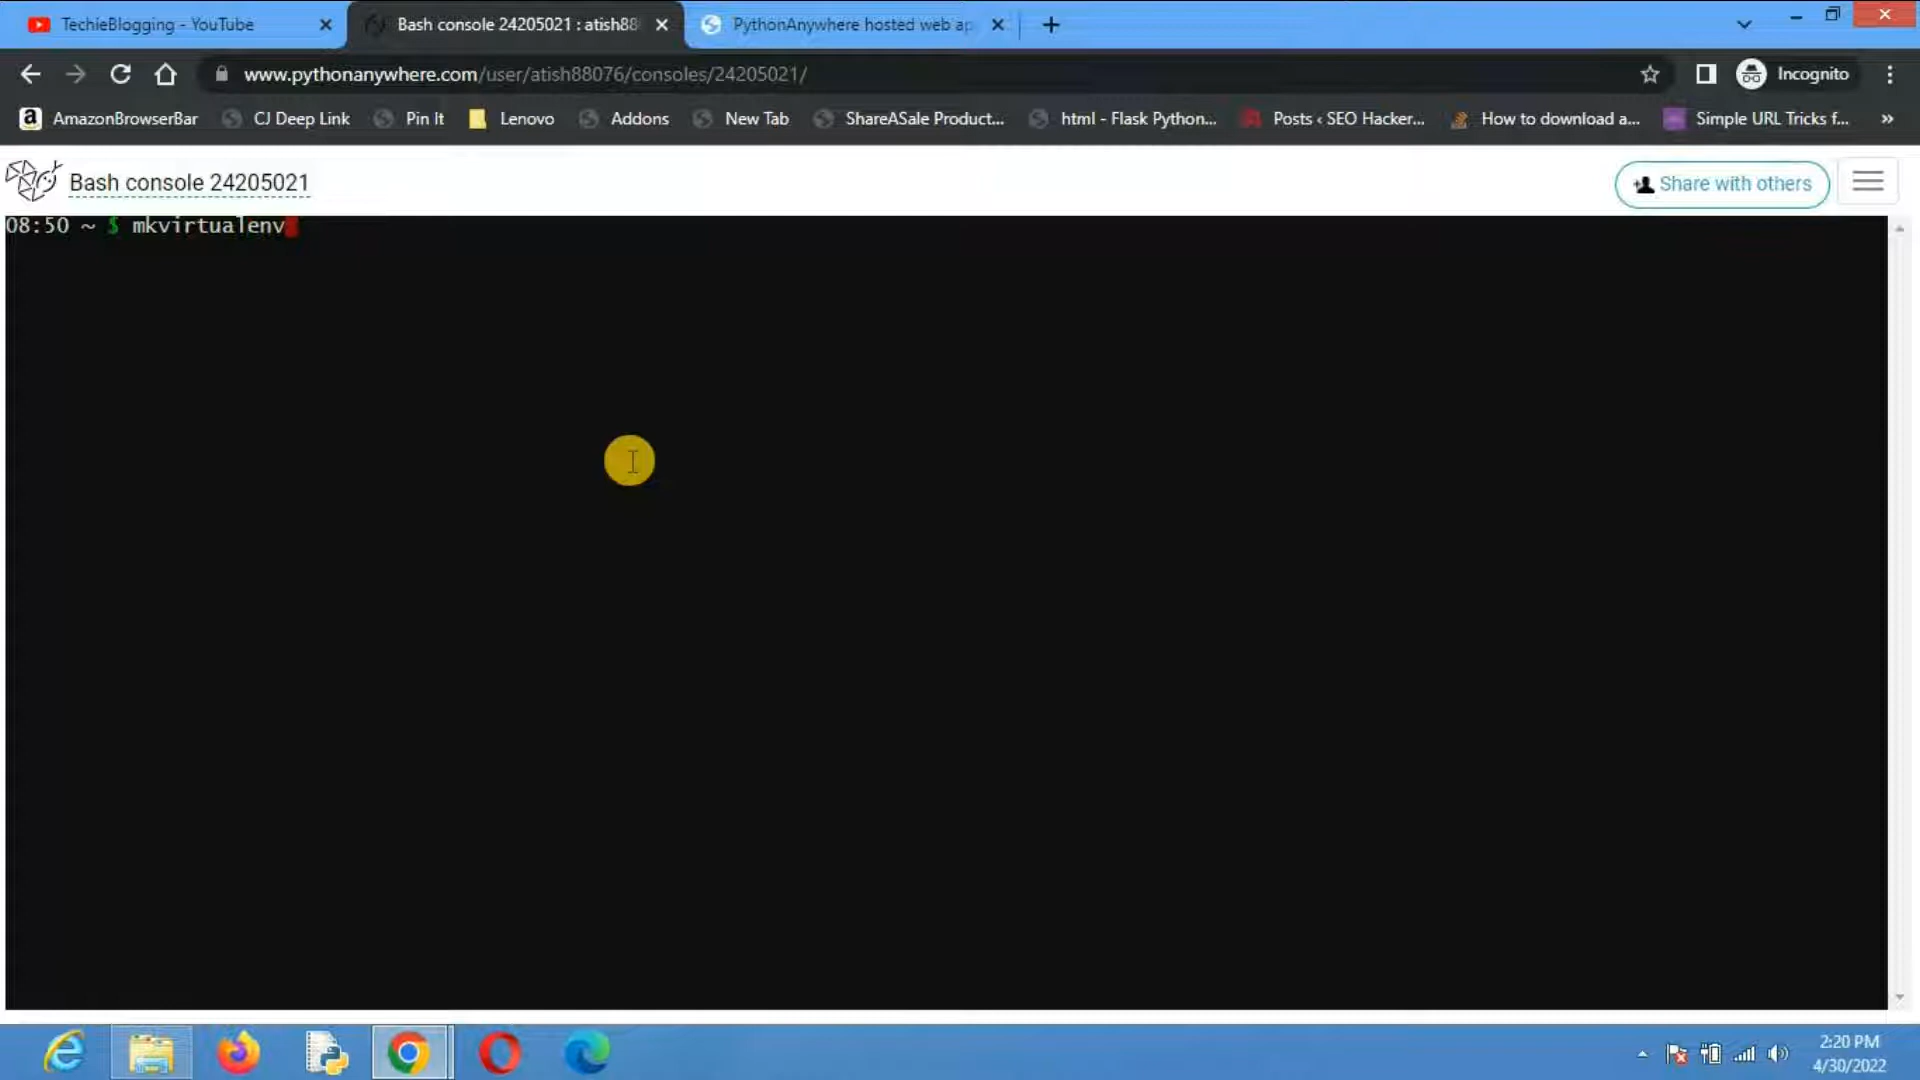 TechieBlogging - YouTube
Bash console 24205021 : atish88
PythonAnywhere hosted web ap
www.pythonanywhere.com/user/atish88076/consoles/24205021/
Incognito
AmazonBrowserBar
CJ Deep Link
Pin It
Lenovo
Addons
New Tab
ShareASale Product...
html - Flask Python...
Posts ‹ SEO Hacker...
How to download a...
Simple URL Tricks f...
»
Bash console 24205021
Share with others
08:50 ~ $ mkvirtualenv
2:20 PM
4/30/2022